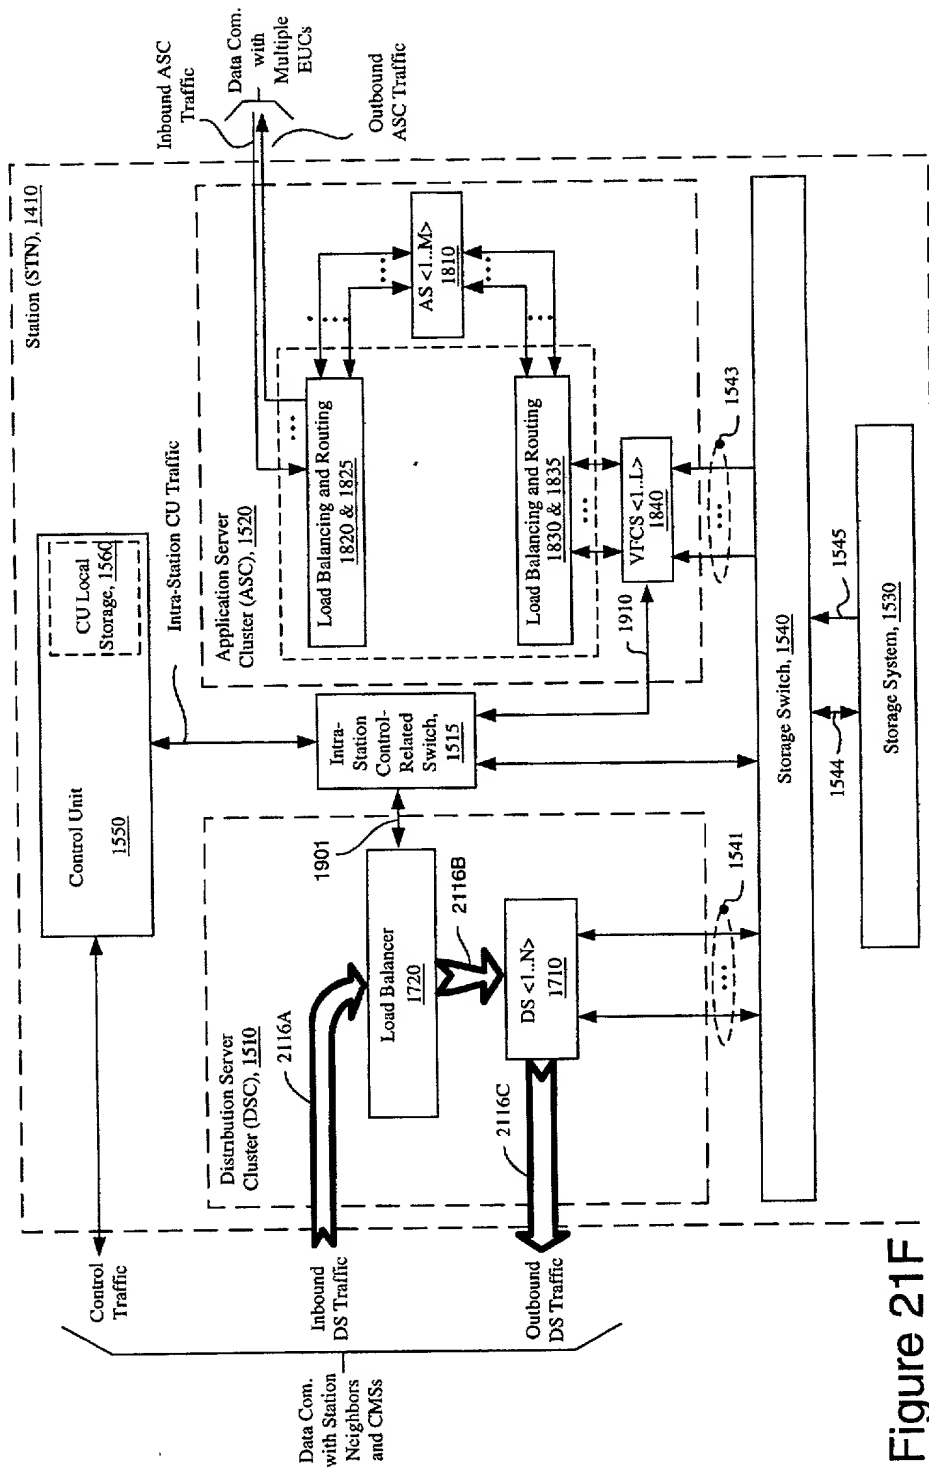 Station (STN), 1410
Control Unit
1550
CU Local
Storage, 1560
Control
Traffic
Intra-Station CU Traffic
Data Com.
with Station
Neighbors
and CMSs
Inbound
DS Traffic
Outbound
DS Traffic
Distribution Server
Cluster (DSC), 1510
2116A
Load Balancer
1720
2116B
DS <1..N>
1710
2116C
1901
Intra-
Station
Control-
Related
Switch,
1515
1910
Application Server
Cluster (ASC), 1520
Load Balancing and Routing
1820 & 1825
Load Balancing and Routing
1830 & 1835
AS <1..M>
1810
VFCS <1..L>
1840
Inbound ASC
Traffic
Data Com.
with
Multiple
EUCs
Outbound
ASC Traffic
1541
1543
Storage Switch, 1540
1544
1545
Storage System, 1530
Figure 21F